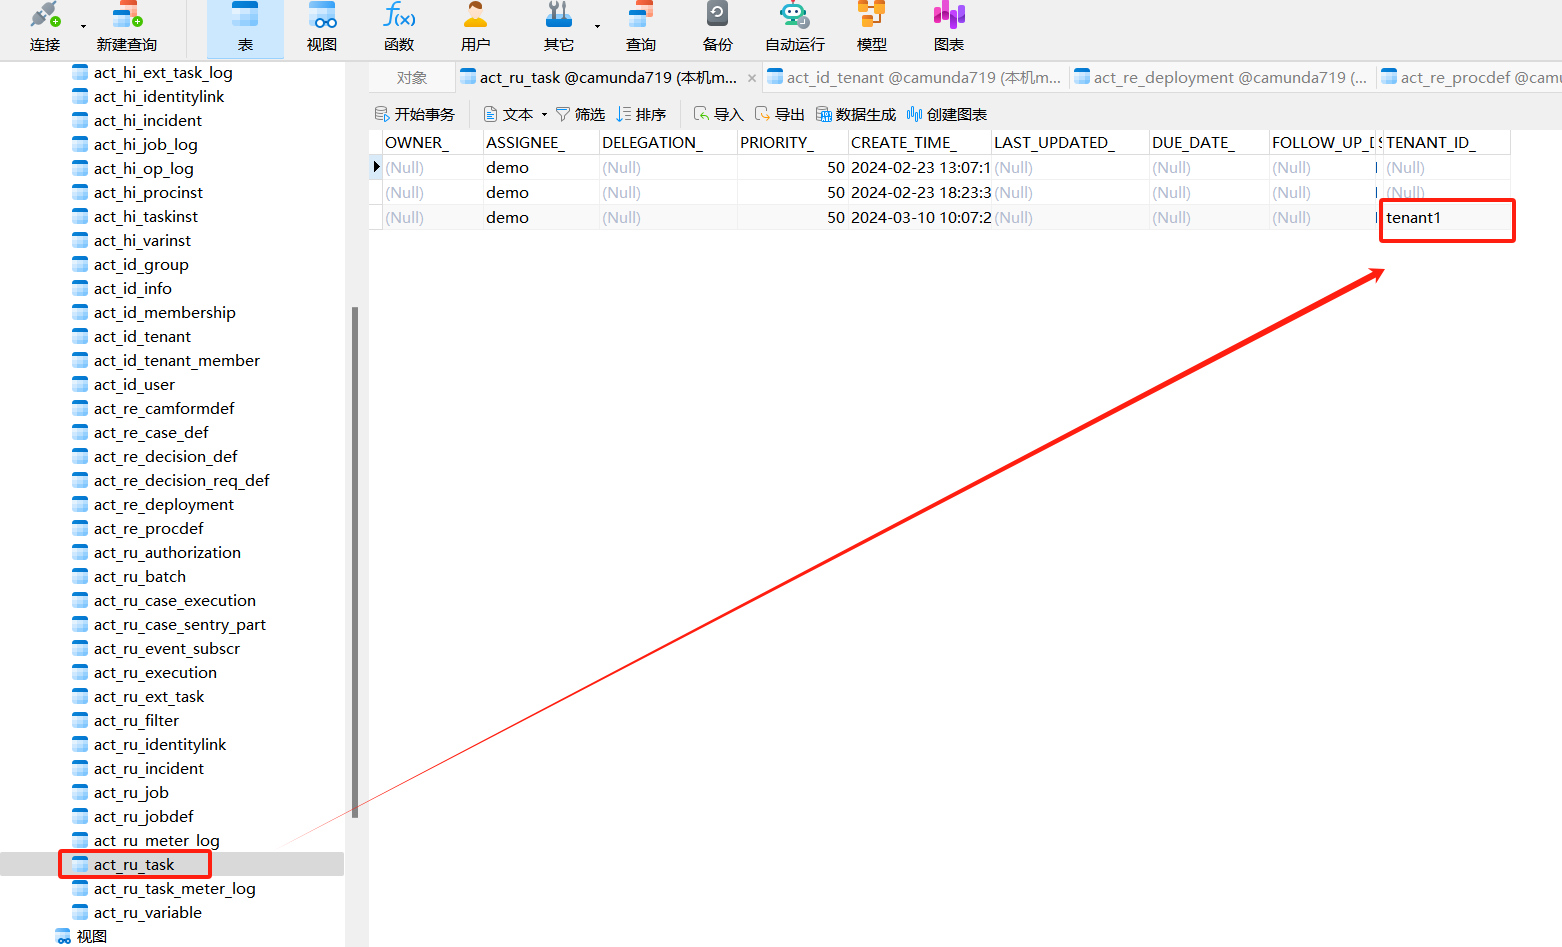 连接 新建查询 表 视图 函数 用户 其它 查询 备份 自动运行 模型 图表
act_hi_ext_task_log
act_hi_identitylink
act_hi_incident
act_hi_job_log
act_hi_op_log
act_hi_procinst
act_hi_taskinst
act_hi_varinst
act_id_group
act_id_info
act_id_membership
act_id_tenant
act_id_tenant_member
act_id_user
act_re_camformdef
act_re_case_def
act_re_decision_def
act_re_decision_req_def
act_re_deployment
act_re_procdef
act_ru_authorization
act_ru_batch
act_ru_case_execution
act_ru_case_sentry_part
act_ru_event_subscr
act_ru_execution
act_ru_ext_task
act_ru_filter
act_ru_identitylink
act_ru_incident
act_ru_job
act_ru_jobdef
act_ru_meter_log
act_ru_task
act_ru_task_meter_log
act_ru_variable
视图
对象 act_ru_task @camunda719 (本机m... × act_id_tenant @camunda719 (本机m... act_re_deployment @camunda719 (... act_re_procdef @camu
开始事务 文本 筛选 排序 导入 导出 数据生成 创建图表
OWNER_ ASSIGNEE_ DELEGATION_ PRIORITY_ CREATE_TIME_ LAST_UPDATED_ DUE_DATE_ FOLLOW_UP_D TENANT_ID_
(Null) demo (Null) 50 2024-02-23 13:07:1 (Null) (Null) (Null) (Null)
(Null) demo (Null) 50 2024-02-23 18:23:3 (Null) (Null) (Null) (Null)
(Null) demo (Null) 50 2024-03-10 10:07:2 (Null) (Null) (Null) tenant1